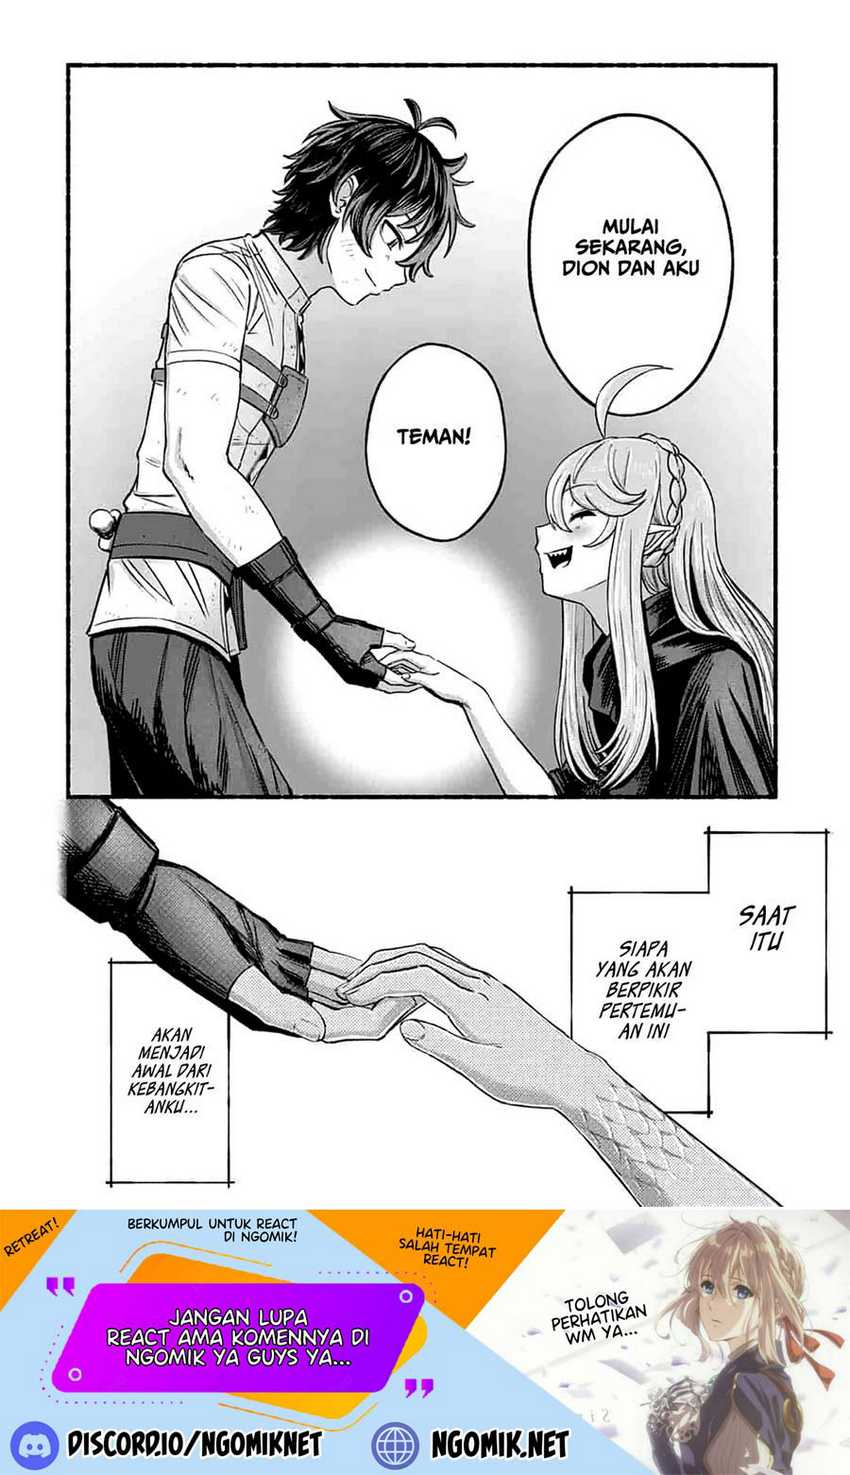 MULAI
SEKARANG,
DION DAN AKU
TEMAN!
SAAT
ITU
SIAPA
YANG AKAN
BERPIKIR
PERTEMU-
AN INI
AKAN
MENJADI
AWAL DARI
KEBANGKIT-
ANKU...
RETREAT!
BERKUMPUL UNTUK REACT
DI NGOMIK!
HATI-HATI
SALAH TEMPAT
REACT!
JANGAN LUPA
REACT AMA KOMENNYA DI
NGOMIK YA GUYS YA...
TOLONG
PERHATIKAN
WM YA...
DISCORD.IO/NGOMIKNET
NGOMIK.NET